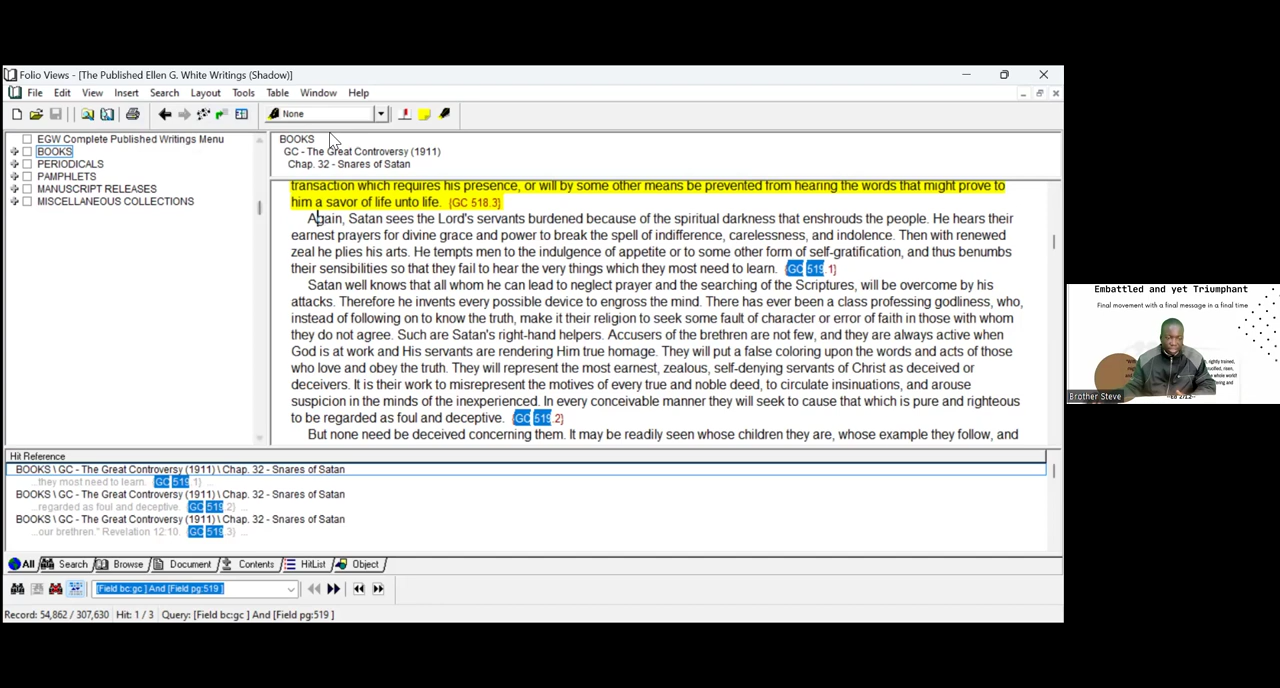 Folio Views - [The Published Ellen G. White Writings (Shadow)]
File Edit View Insert Search Layout Tools Table Window Help
None
EGW Complete Published Writings Menu
BOOKS
PERIODICALS
PAMPHLETS
MANUSCRIPT RELEASES
MISCELLANEOUS COLLECTIONS
BOOKS
GC - The Great Controversy (1911)
Chap. 32 - Snares of Satan
transaction which requires his presence, or will by some other means be prevented from hearing the words that might prove to
him a savor of life unto life. {GC 518.3}
Again, Satan sees the Lord's servants burdened because of the spiritual darkness that enshrouds the people. He hears their
earnest prayers for divine grace and power to break the spell of indifference, carelessness, and indolence. Then with renewed
zeal he plies his arts. He tempts men to the indulgence of appetite or to some other form of self-gratification, and thus benumbs
their sensibilities so that they fail to hear the very things which they most need to learn. {GC 519.1}
Satan well knows that all whom he can lead to neglect prayer and the searching of the Scriptures, will be overcome by his
attacks. Therefore he invents every possible device to engross the mind. There has ever been a class professing godliness, who,
instead of following on to know the truth, make it their religion to seek some fault of character or error of faith in those with whom
they do not agree. Such are Satan's right-hand helpers. Accusers of the brethren are not few, and they are always active when
God is at work and His servants are rendering Him true homage. They will put a false coloring upon the words and acts of those
who love and obey the truth. They will represent the most earnest, zealous, self-denying servants of Christ as deceived or
deceivers. It is their work to misrepresent the motives of every true and noble deed, to circulate insinuations, and arouse
suspicion in the minds of the inexperienced. In every conceivable manner they will seek to cause that which is pure and righteous
to be regarded as foul and deceptive. {GC 519.2}
But none need be deceived concerning them. It may be readily seen whose children they are, whose example they follow, and
Hit Reference
BOOKS \ GC - The Great Controversy (1911) \ Chap. 32 - Snares of Satan
...they most need to learn. {GC 519.1} ...
BOOKS \ GC - The Great Controversy (1911) \ Chap. 32 - Snares of Satan
...regarded as foul and deceptive. {GC 519.2} ...
BOOKS \ GC - The Great Controversy (1911) \ Chap. 32 - Snares of Satan
...our brethren." Revelation 12:10. {GC 519.3} ...
All Search Browse Document Contents HitList Object
[Field bc:gc ] And [Field pg:519 ]
Record: 54,862 / 307,630 Hit: 1 / 3 Query: [Field bc:gc ] And [Field pg:519 ]
Embattled and yet Triumphant
Final movement with a final message in a final time
rightly trained,
Brother Steve